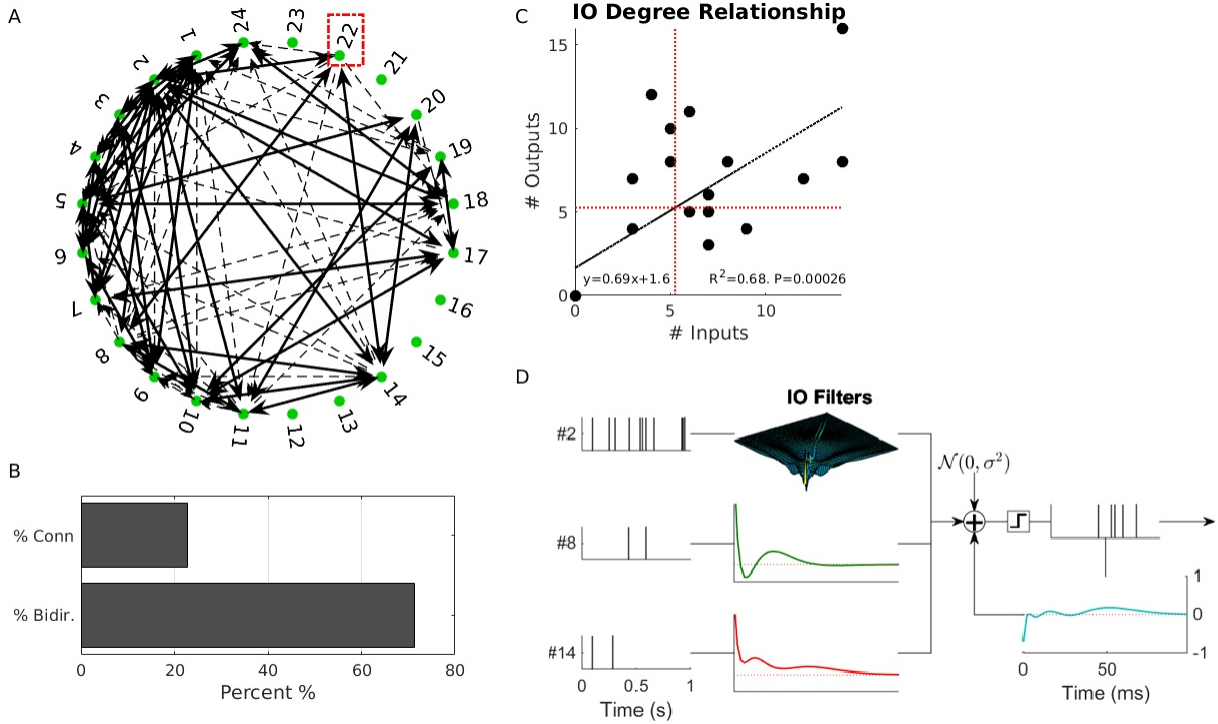 A
1
2
3
4
5
6
7
8
9
10
11
12
13
14
15
16
17
18
19
20
21
22
23
24
B
% Conn
% Bidir.
0 20 40 60 80
Percent %
C
IO Degree Relationship
15
10
5
0
# Outputs
y=0.69x+1.6 R²=0.68. P=0.00026
0 5 10
# Inputs
D
IO Filters
#2
#8
#14
0 0.5 1
Time (s)
𝒩(0, σ²)
+
1
0
-1
0 50
Time (ms)